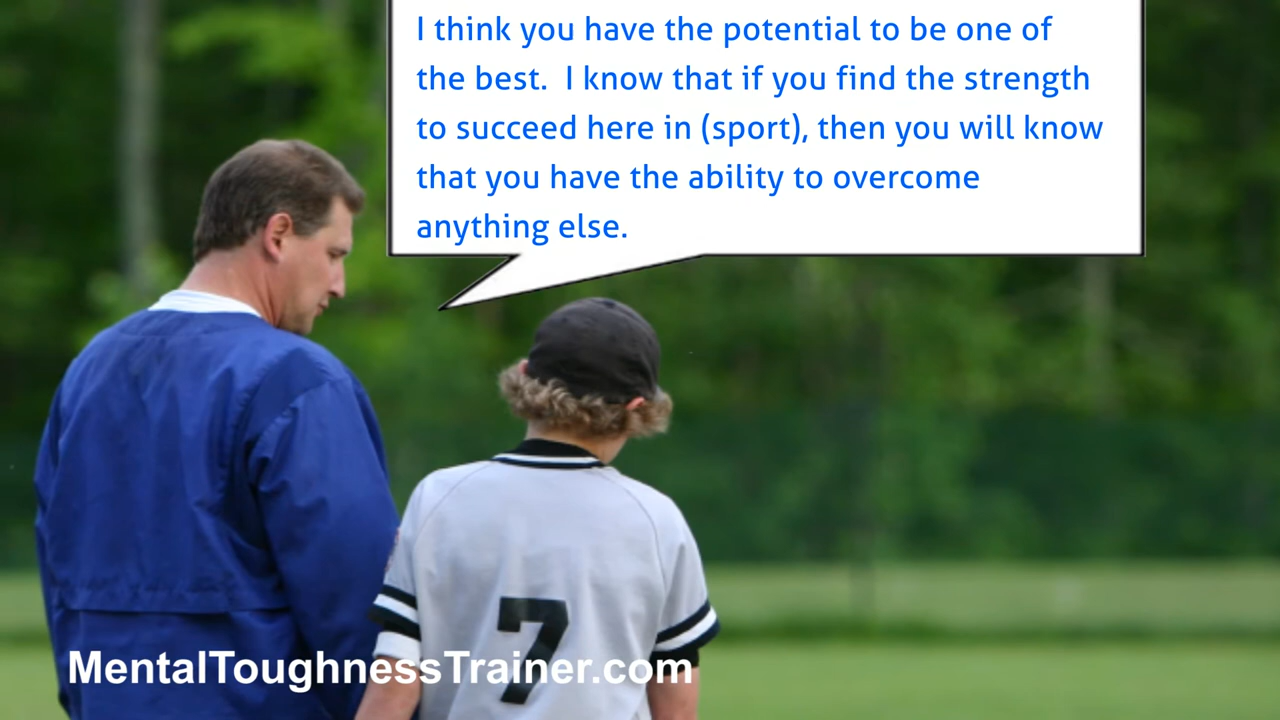 I think you have the potential to be one of
the best.  I know that if you find the strength
to succeed here in (sport), then you will know
that you have the ability to overcome
anything else.
7
MentalToughnessTrainer.com